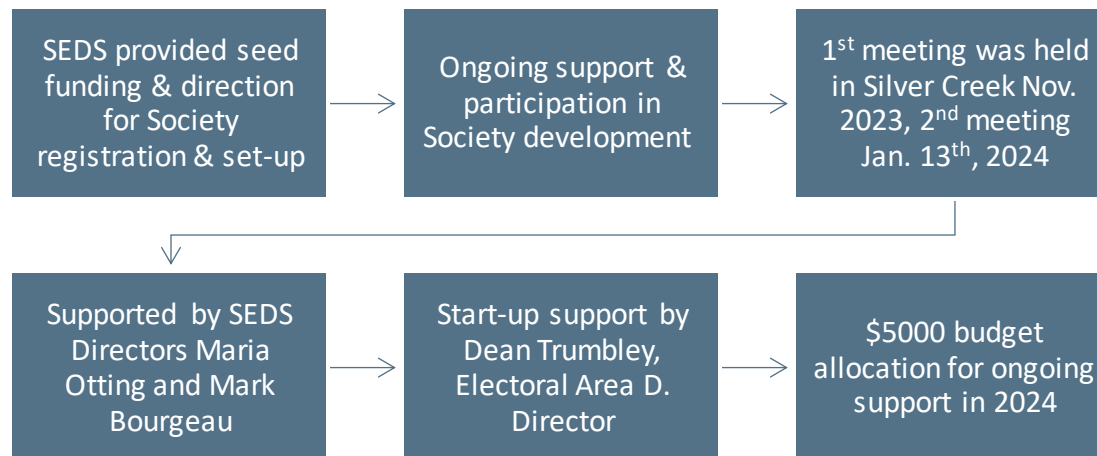 SEDS provided seed
funding & direction
for Society
registration & set-up
Ongoing support &
participation in
Society development
1st meeting was held
in Silver Creek Nov.
2023, 2nd meeting
Jan. 13th, 2024
Supported by SEDS
Directors Maria
Otting and Mark
Bourgeau
Start-up support by
Dean Trumbley,
Electoral Area D.
Director
$5000 budget
allocation for ongoing
support in 2024